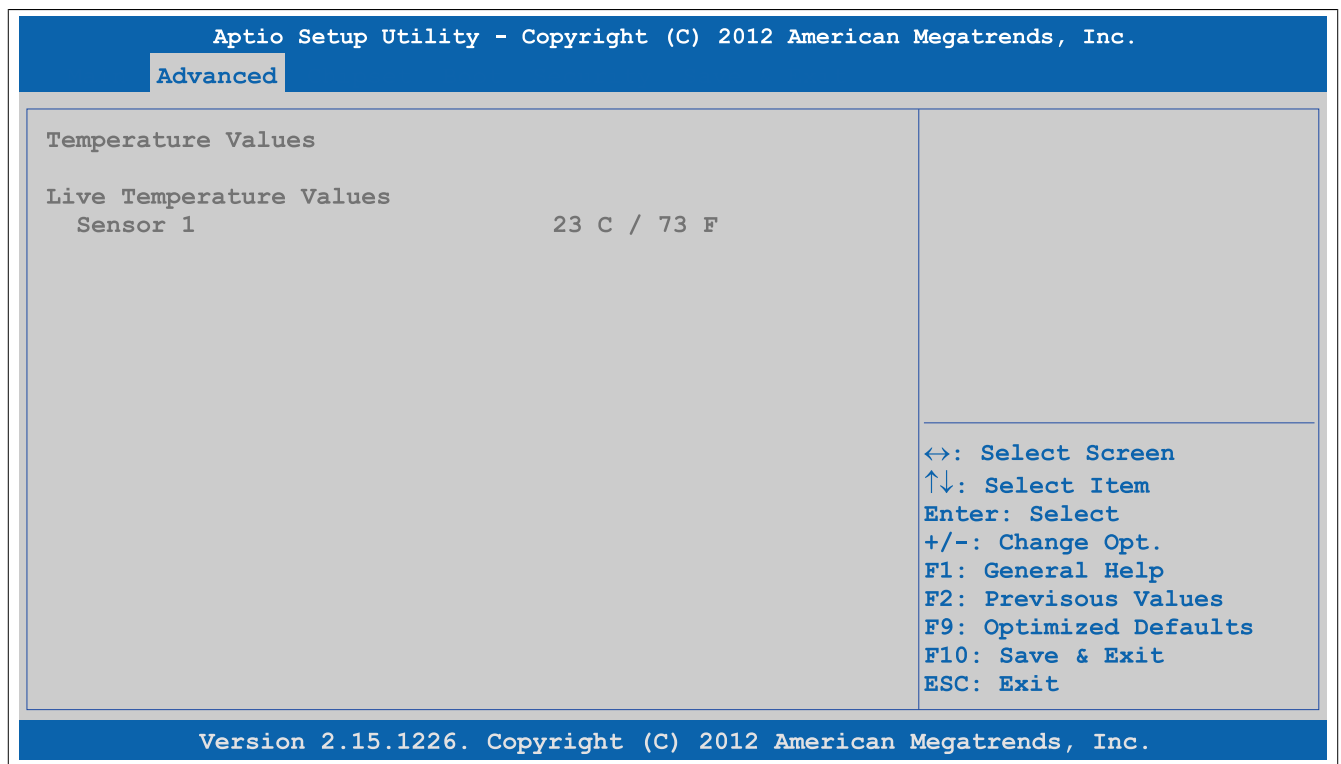 Aptio Setup Utility - Copyright (C) 2012 American Megatrends, Inc.
Advanced
Temperature Values
Live Temperature Values
Sensor 1 23 C / 73 F
↔: Select Screen
↑↓: Select Item
Enter: Select
+/-: Change Opt.
F1: General Help
F2: Previsous Values
F9: Optimized Defaults
F10: Save & Exit
ESC: Exit
Version 2.15.1226. Copyright (C) 2012 American Megatrends, Inc.